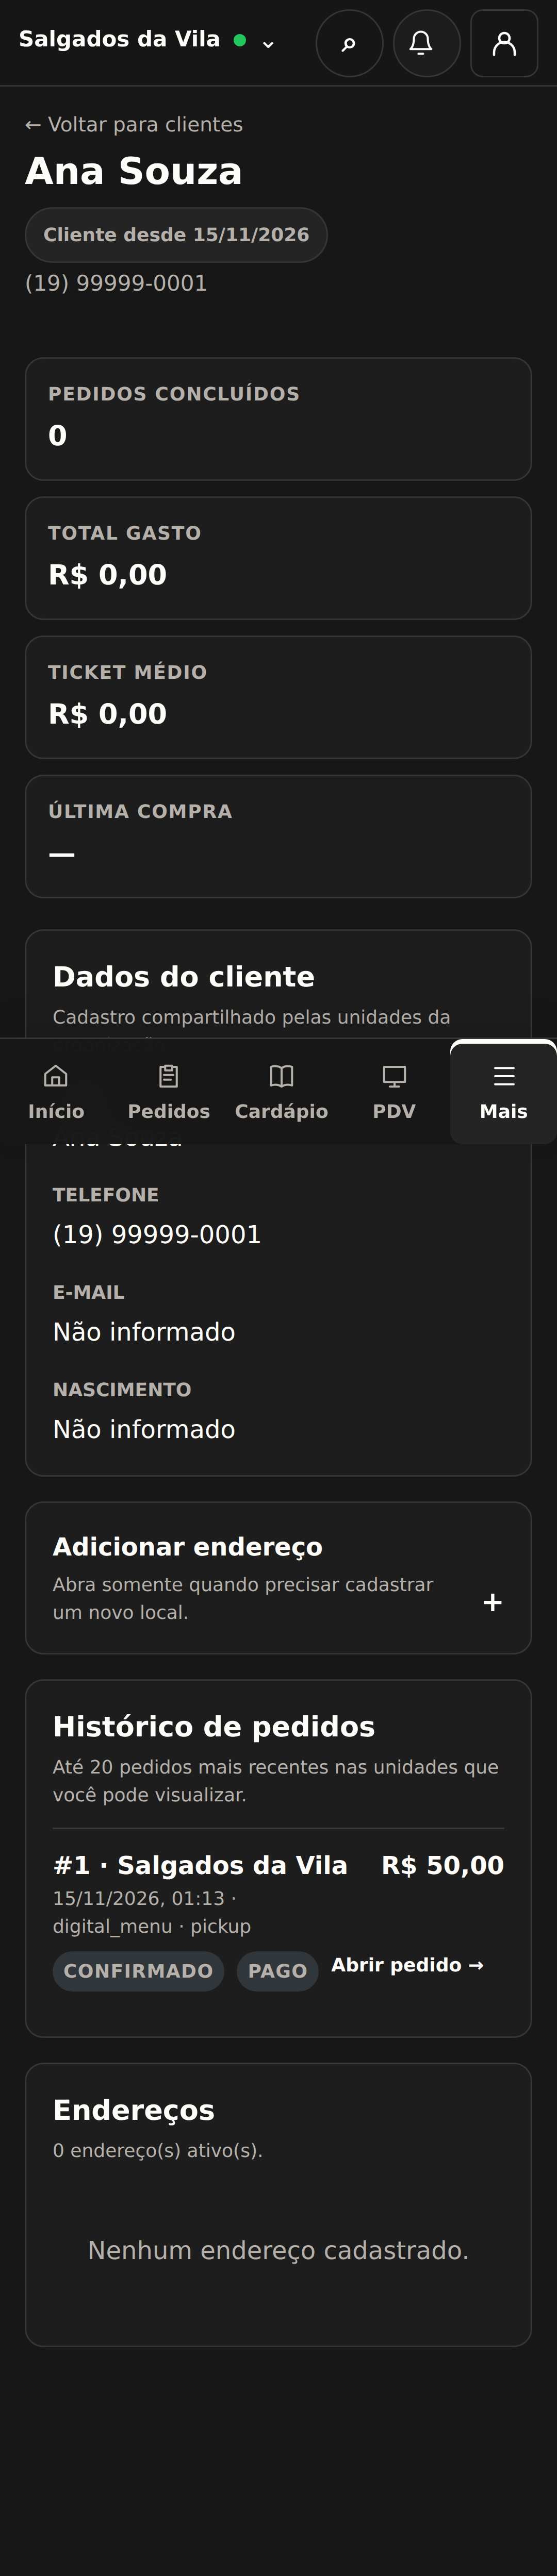 Salgados da Vila
← Voltar para clientes
Ana Souza
Cliente desde 15/11/2026
(19) 99999-0001
PEDIDOS CONCLUÍDOS
0
TOTAL GASTO
R$ 0,00
TICKET MÉDIO
R$ 0,00
ÚLTIMA COMPRA
—
Dados do cliente
Cadastro compartilhado pelas unidades da
Início Pedidos Cardápio PDV Mais
Ana Souza
TELEFONE
(19) 99999-0001
E-MAIL
Não informado
NASCIMENTO
Não informado
Adicionar endereço
Abra somente quando precisar cadastrar
um novo local.
+
Histórico de pedidos
Até 20 pedidos mais recentes nas unidades que
você pode visualizar.
#1 · Salgados da Vila R$ 50,00
15/11/2026, 01:13 ·
digital_menu · pickup
CONFIRMADO PAGO Abrir pedido →
Endereços
0 endereço(s) ativo(s).
Nenhum endereço cadastrado.